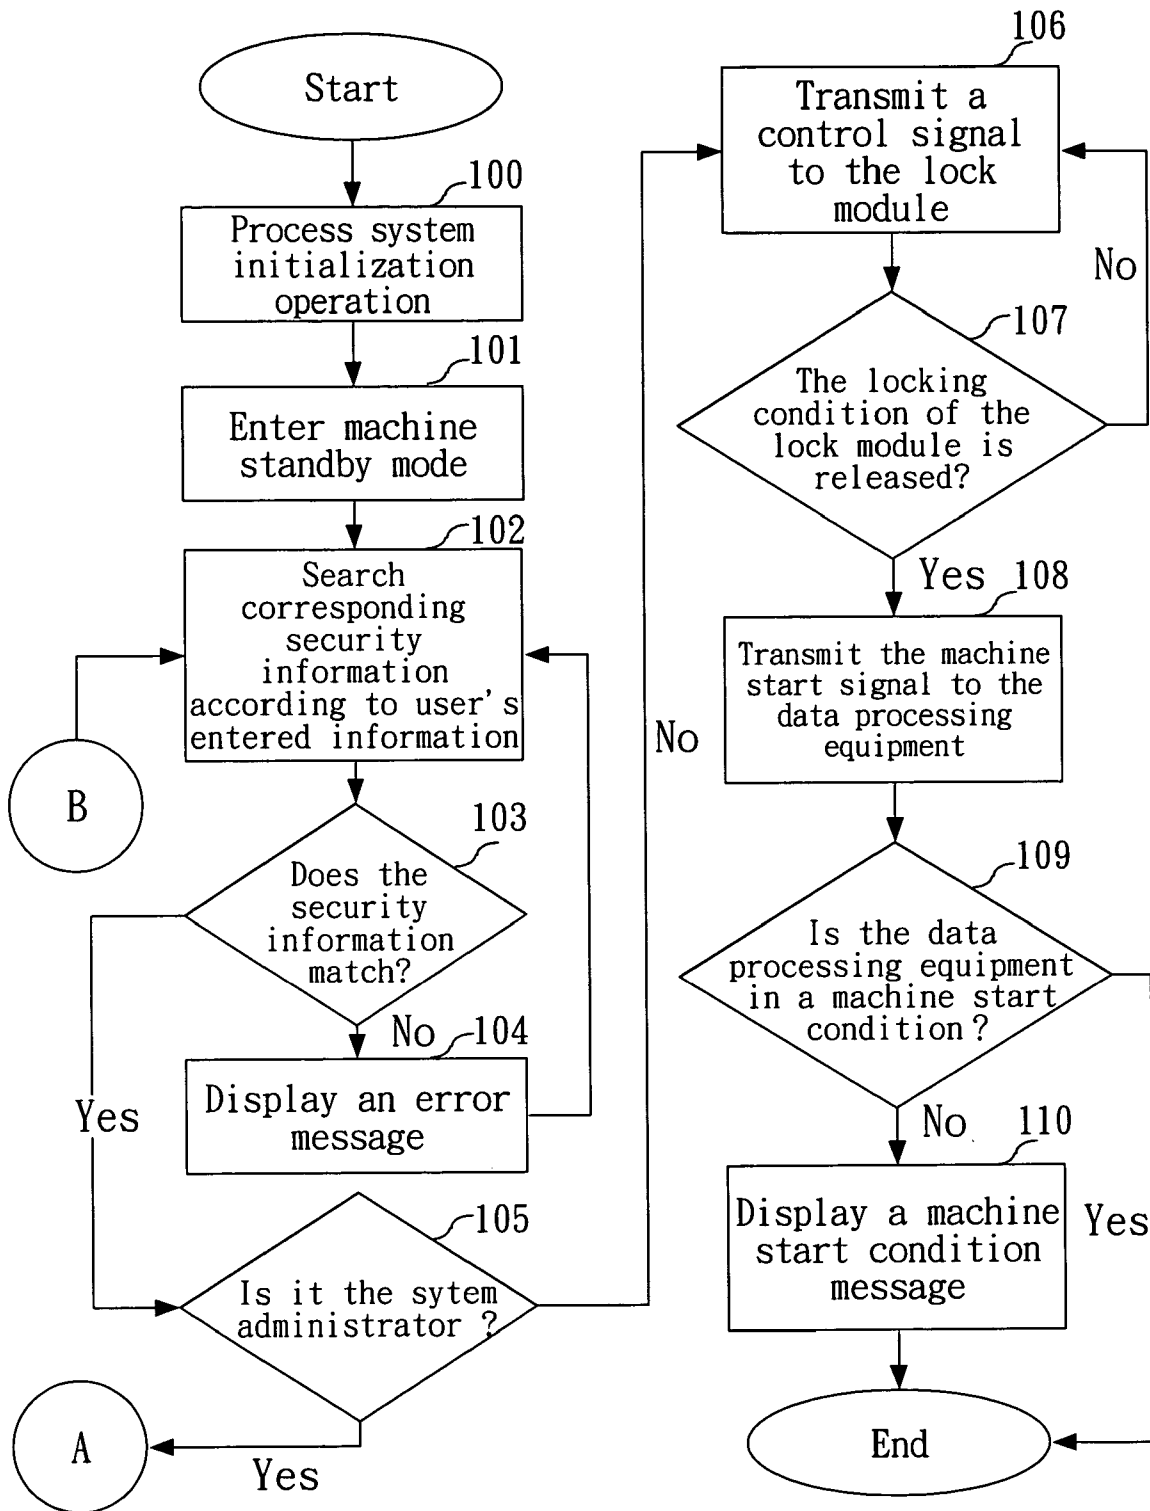 Start
100
Process system
initialization
operation
101
Enter machine
standby mode
102
Search
corresponding
security
information
according to user's
entered information
B
103
Does the
security
information
match?
No
104
Display an error
message
Yes
105
Is it the sytem
administrator ?
A
Yes
No
106
Transmit a
control signal
to the lock
module
No
107
The locking
condition of the
lock module is
released?
Yes
108
Transmit the machine
start signal to the
data processing
equipment
109
Is the data
processing equipment
in a machine start
condition ?
No
110
Display a machine
start condition
message
Yes
End